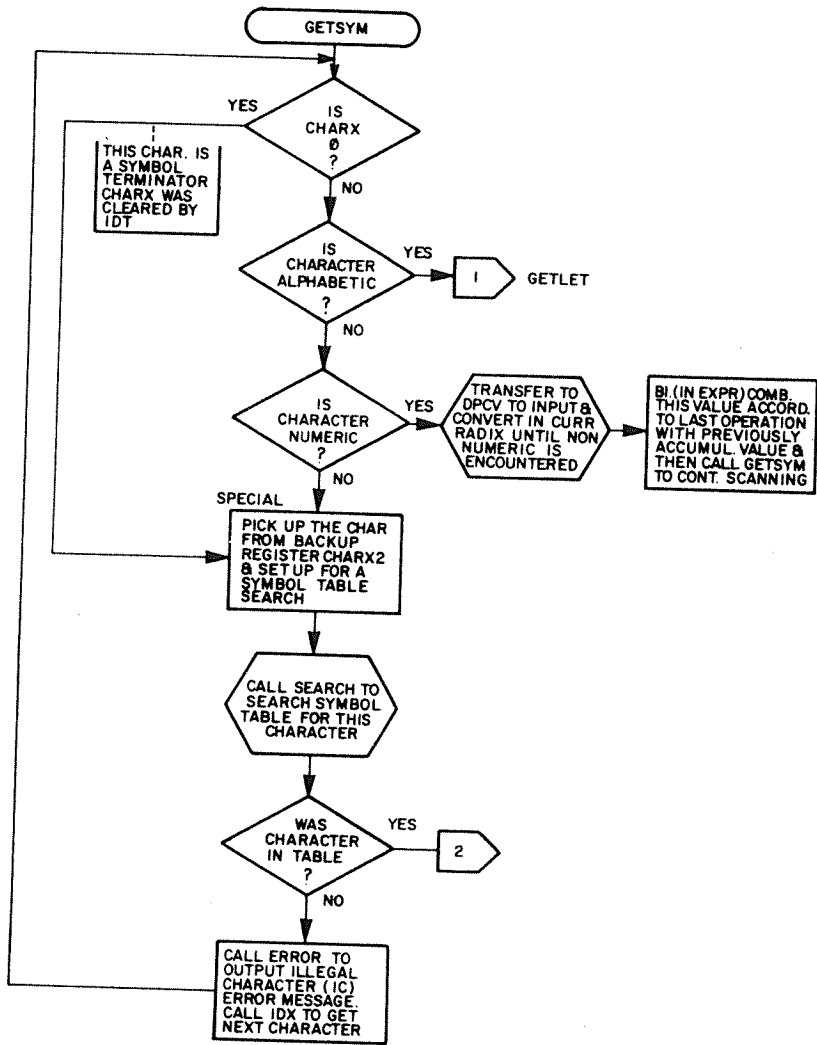 GETSYM
YES
IS
CHARX
0
?
THIS CHAR. IS
A SYMBOL
TERMINATOR
CHARX WAS
CLEARED BY
IDT
NO
IS
CHARACTER
ALPHABETIC
?
YES
1
GETLET
NO
IS
CHARACTER
NUMERIC
?
YES
TRANSFER TO
DPCV TO INPUT &
CONVERT IN CURR
RADIX UNTIL NON
NUMERIC IS
ENCOUNTERED
BI.(IN EXPR) COMB.
THIS VALUE ACCORD.
TO LAST OPERATION
WITH PREVIOUSLY
ACCUMUL. VALUE &
THEN CALL GETSYM
TO CONT. SCANNING
NO
SPECIAL
PICK UP THE CHAR
FROM BACKUP
REGISTER CHARX2
& SET UP FOR A
SYMBOL TABLE
SEARCH
CALL SEARCH TO
SEARCH SYMBOL
TABLE FOR THIS
CHARACTER
WAS
CHARACTER
IN TABLE
?
YES
2
NO
CALL ERROR TO
OUTPUT ILLEGAL
CHARACTER (IC)
ERROR MESSAGE.
CALL IDX TO GET
NEXT CHARACTER